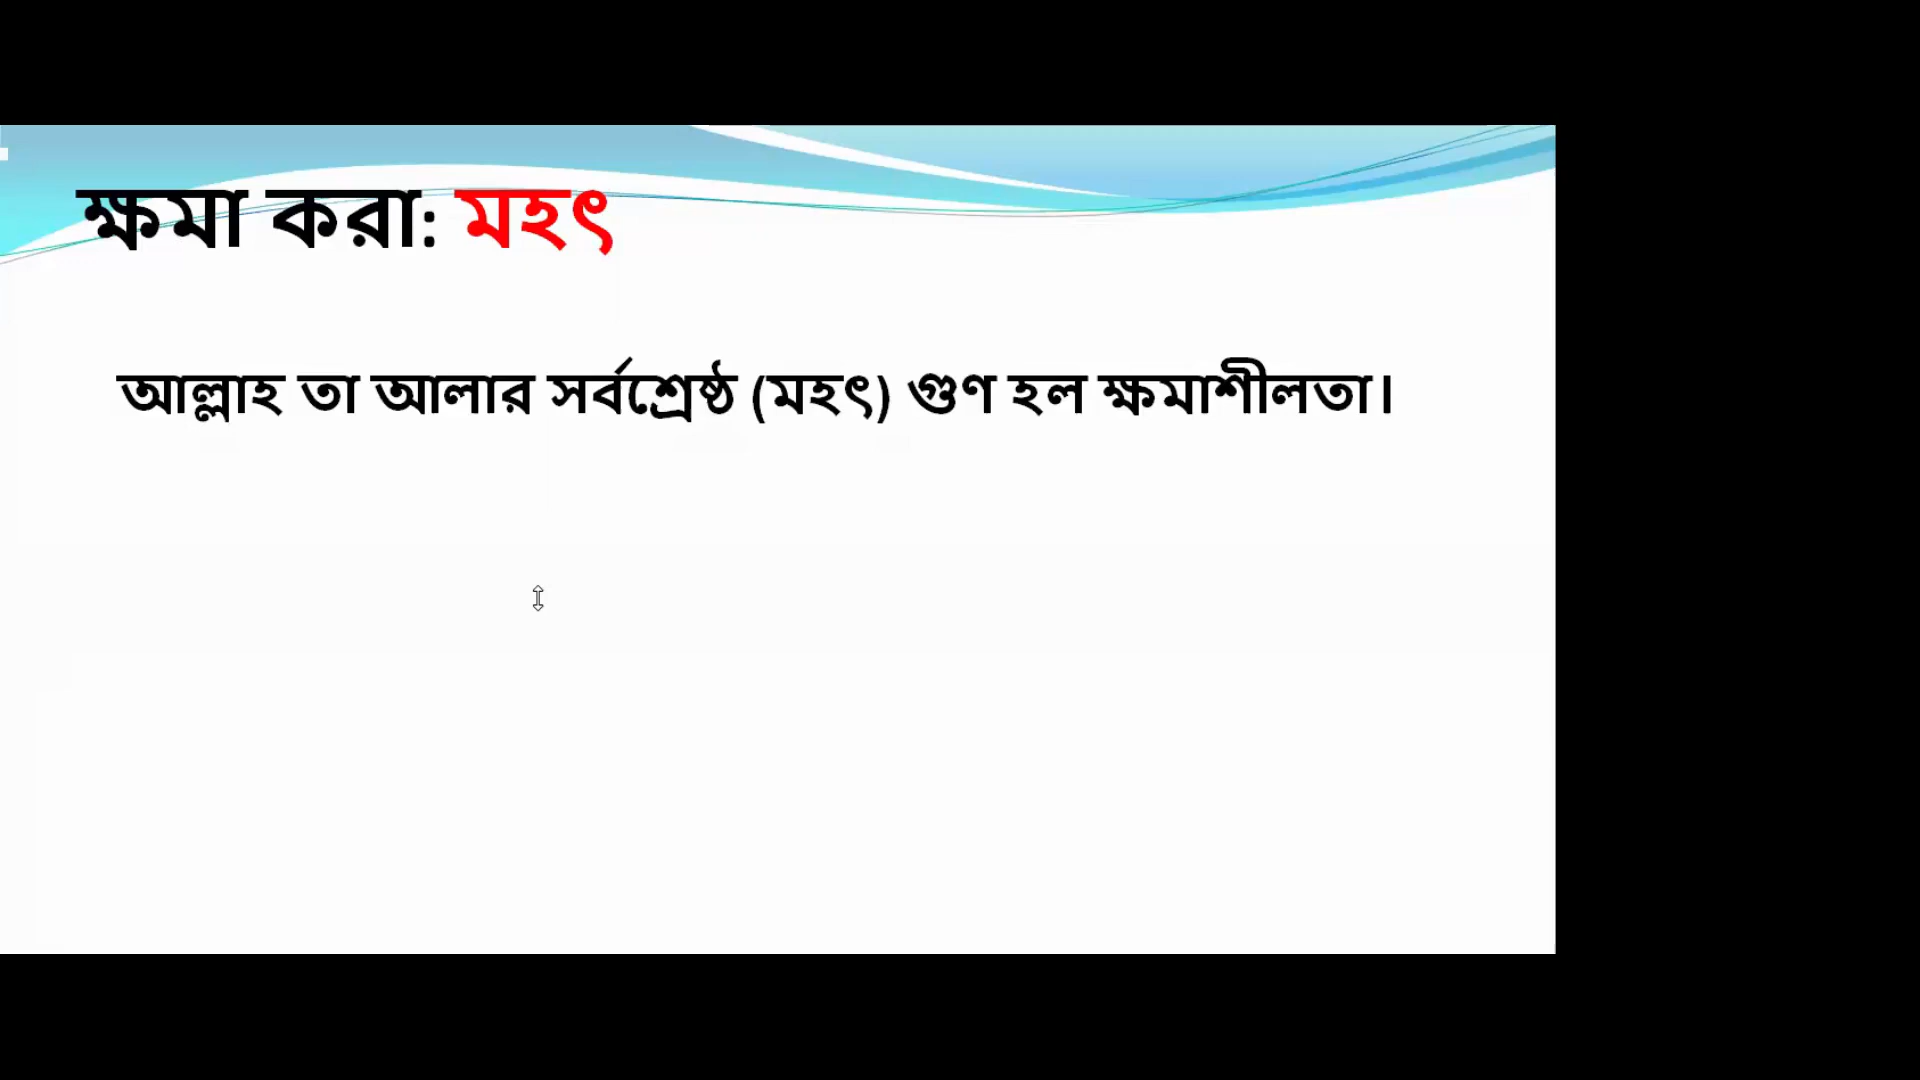 ক্ষমা করা: মহৎ
আল্লাহ তা আলার সর্বশ্রেষ্ঠ (মহৎ) গুণ হল ক্ষমাশীলতা।